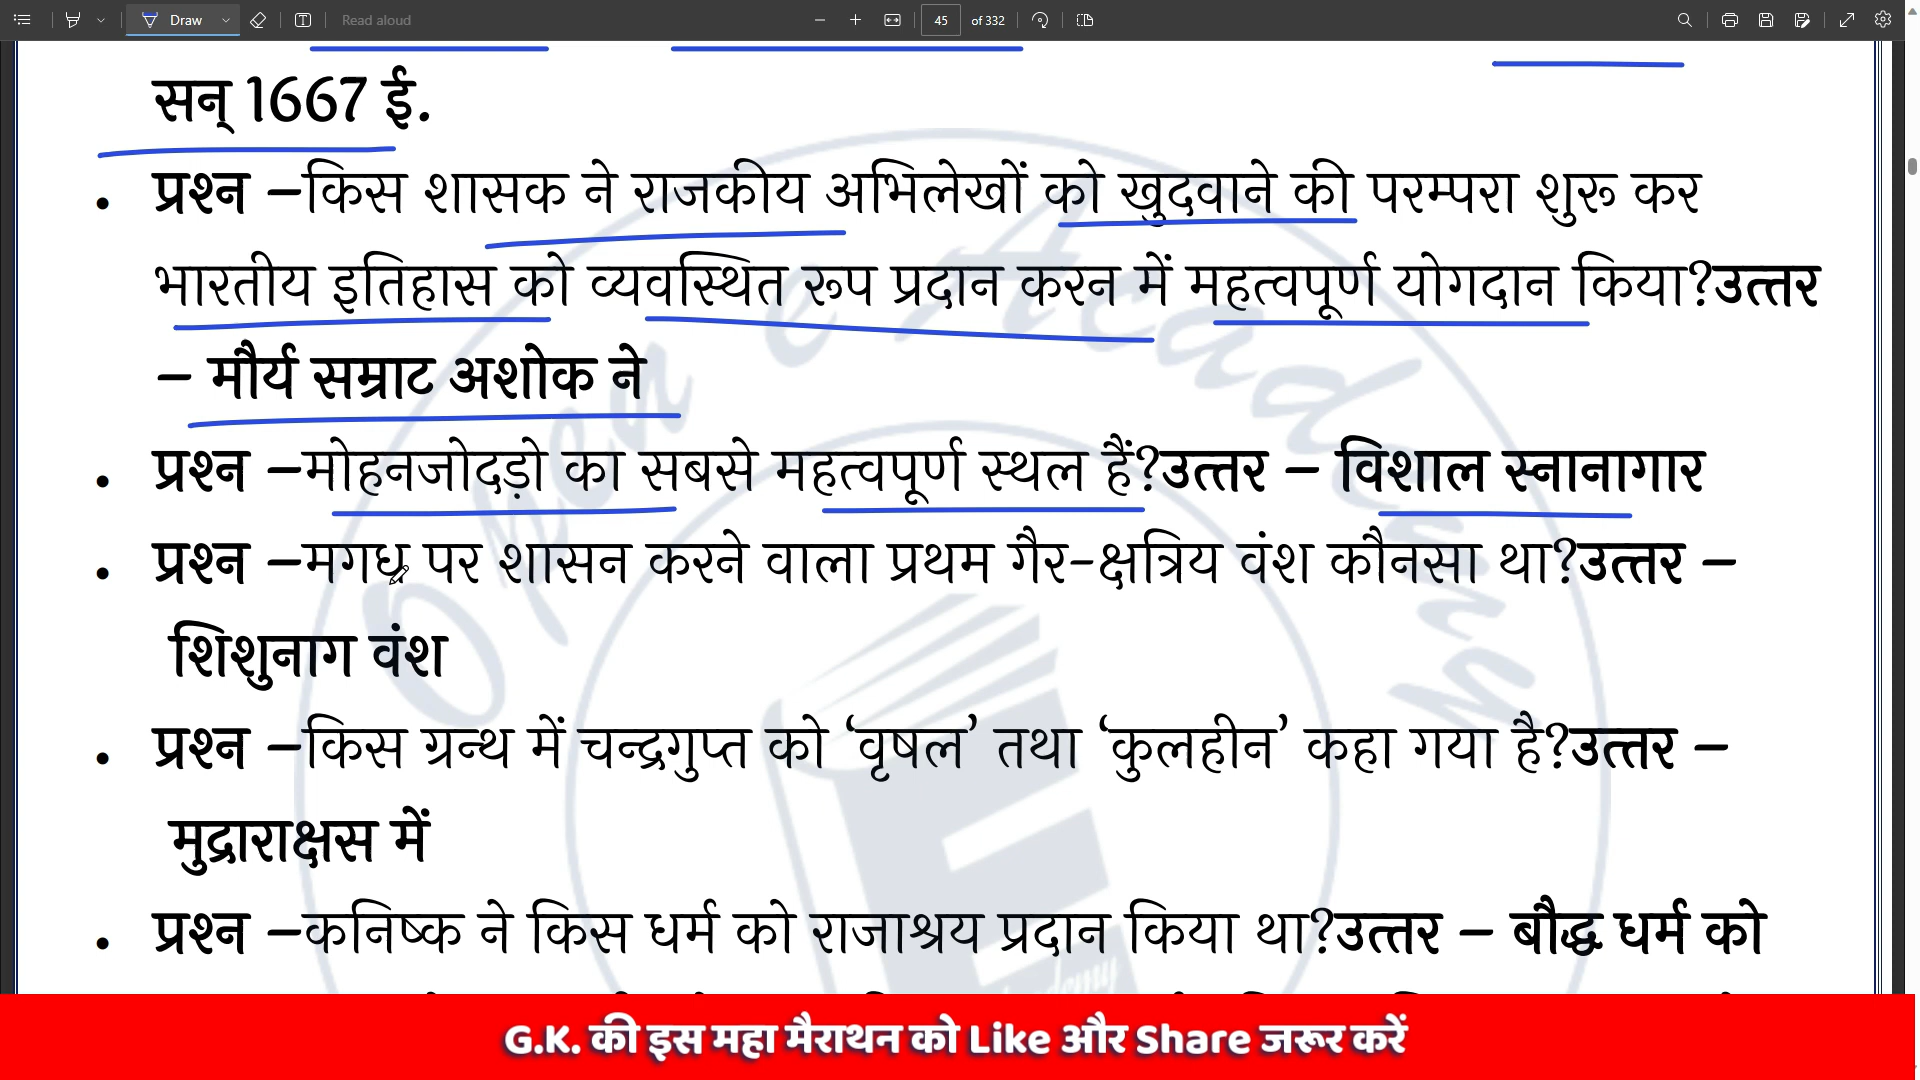 Draw
Read aloud
45 of 332
सन् 1667 ई.
• प्रश्न –किस शासक ने राजकीय अभिलेखों को खुदवाने की परम्परा शुरू कर
भारतीय इतिहास को व्यवस्थित रूप प्रदान करन में महत्वपूर्ण योगदान किया?उत्तर
– मौर्य सम्राट अशोक ने
• प्रश्न –मोहनजोदड़ो का सबसे महत्वपूर्ण स्थल हैं?उत्तर – विशाल स्नानागार
• प्रश्न –मगध पर शासन करने वाला प्रथम गैर-क्षत्रिय वंश कौनसा था?उत्तर –
शिशुनाग वंश
• प्रश्न –किस ग्रन्थ में चन्द्रगुप्त को ‘वृषल’ तथा ‘कुलहीन’ कहा गया है?उत्तर –
मुद्राराक्षस में
• प्रश्न –कनिष्क ने किस धर्म को राजाश्रय प्रदान किया था?उत्तर – बौद्ध धर्म को
Open e Academy
G.K. की इस महा मैराथन को Like और Share जरूर करें